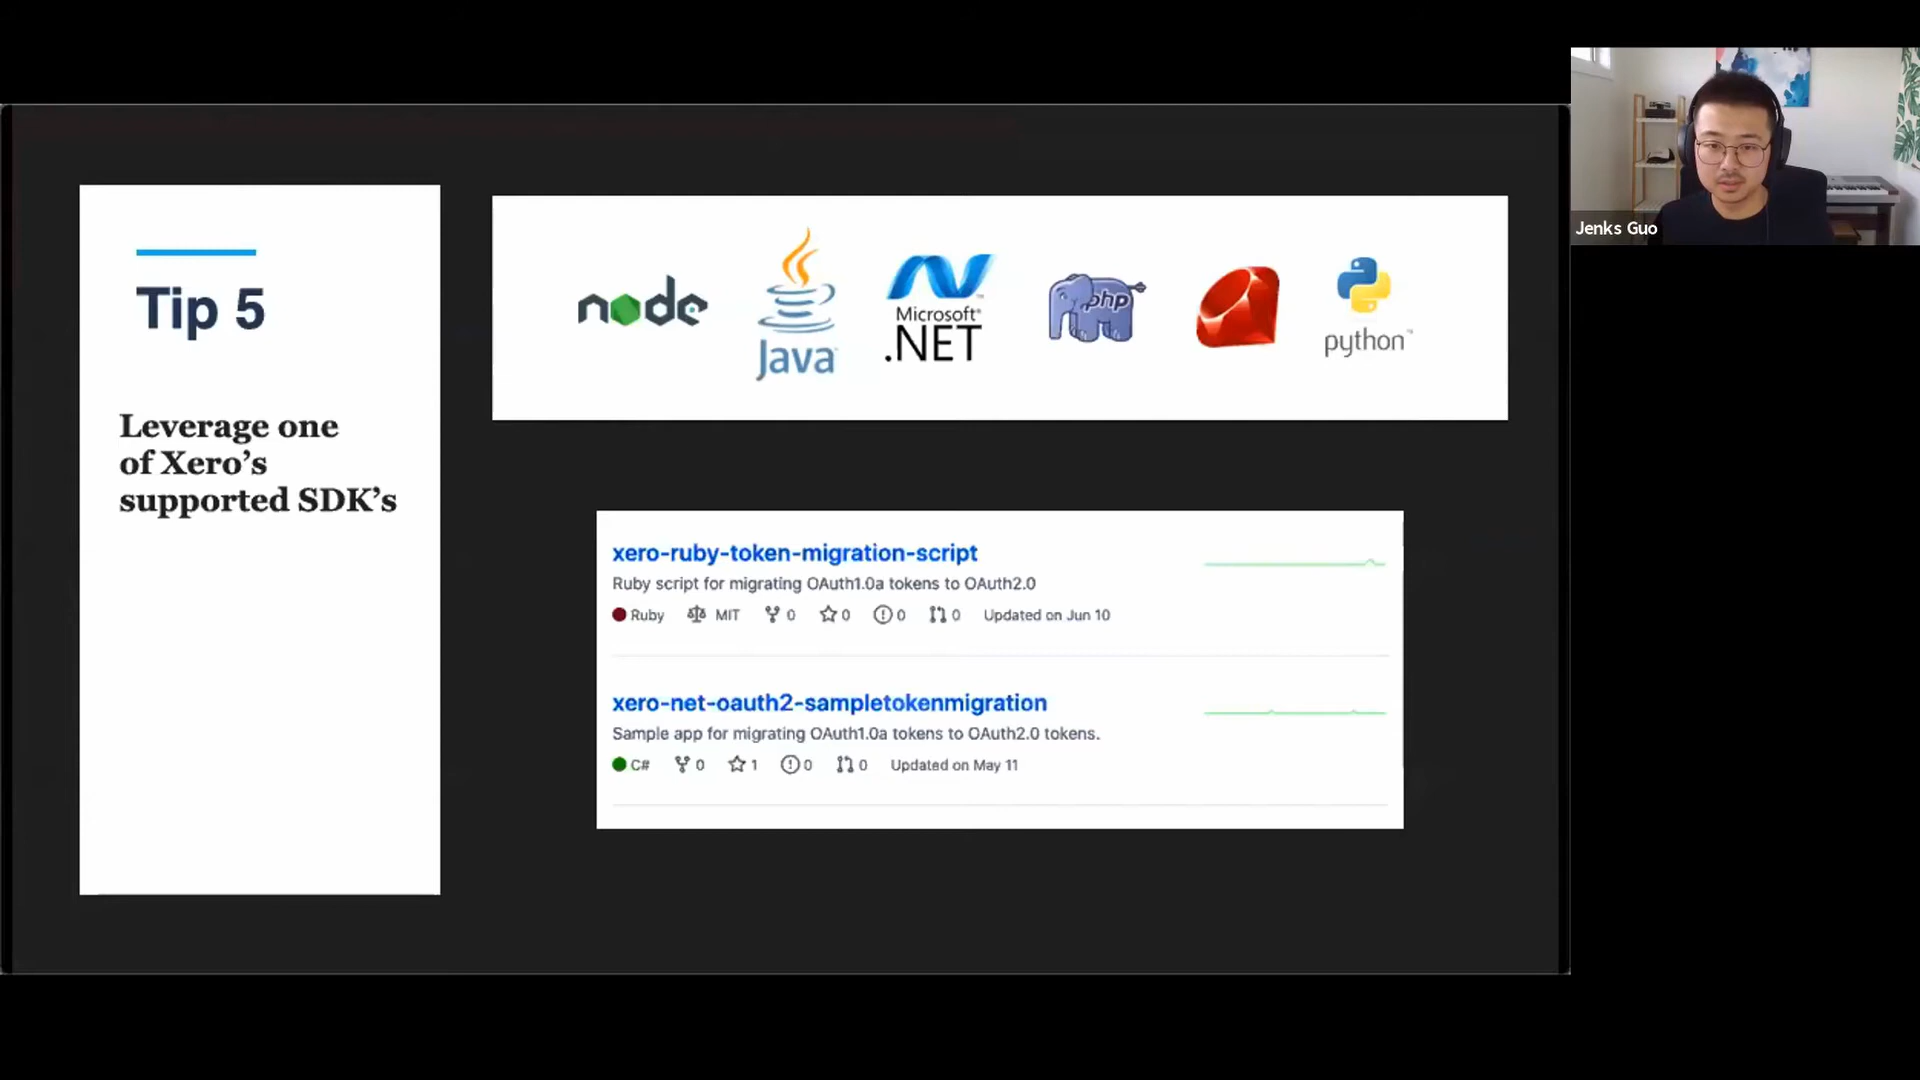 Tip 5
Leverage one
of Xero's
supported SDK's
node
Java
Microsoft
.NET
php
python
xero-ruby-token-migration-script
Ruby script for migrating OAuth1.0a tokens to OAuth2.0
Ruby MIT 0 0 0 0 Updated on Jun 10
xero-net-oauth2-sampletokenmigration
Sample app for migrating OAuth1.0a tokens to OAuth2.0 tokens.
C# 0 1 0 0 Updated on May 11
Jenks Guo